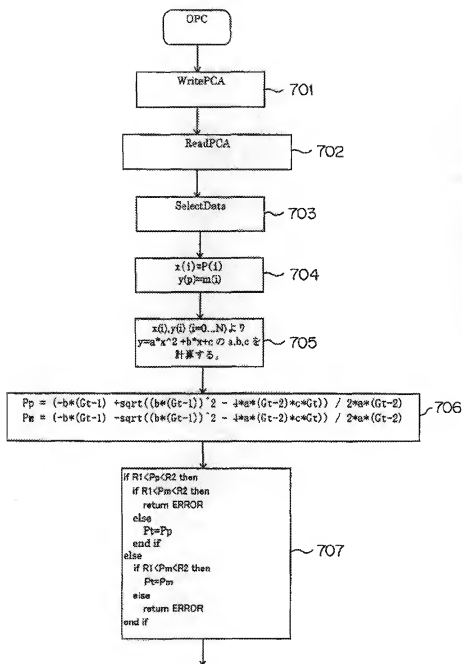 OPC
WritePCA
701
ReadPCA
702
SelectData
703
x(i)=P(i)
y(p)=m(i)
704
x(i),y(i) (i=0...N)より
y=a*x^2 +b*x+c の a,b,c を
計算する。
705
Pp = (-b*(Gt-1) +sqrt((b*(Gt-1))^2 - 4*a*(Gt-2)*c*Gt)) / 2*a*(Gt-2)
Pm = (-b*(Gt-1) -sqrt((b*(Gt-1))^2 - 4*a*(Gt-2)*c*Gt)) / 2*a*(Gt-2)
706
if R1<Pp<R2 then
if R1<Pm<R2 then
return ERROR
else
Pt=Pp
end if
else
if R1<Pm<R2 then
Pt=Pm
else
return ERROR
end if
707